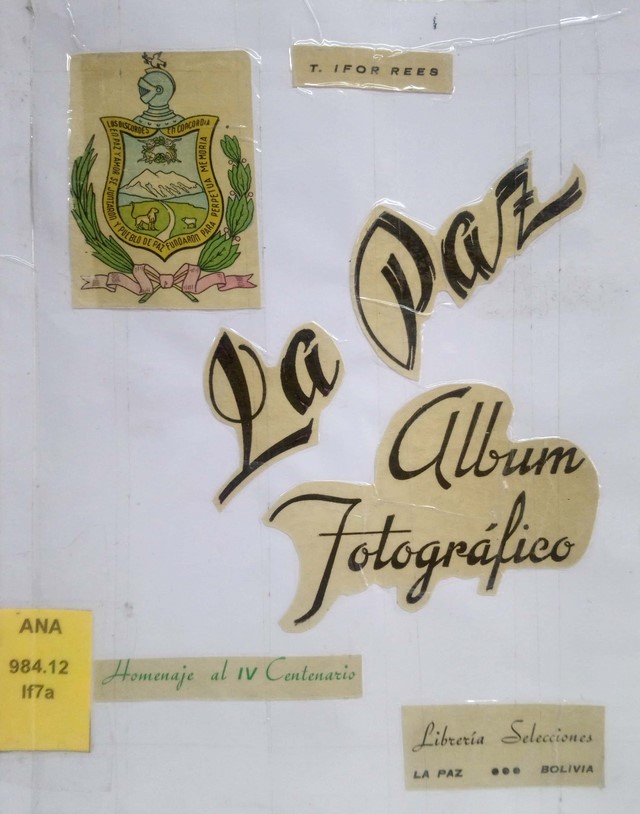 T. IFOR REES
LOS DISCORDES EN CONCORDIA
EN PAZ Y AMOR SE JUNTARON Y PUEBLO DE PAZ FUNDARON PARA PERPETUA MEMORIA
La Paz
Album
Fotográfico
ANA
984.12
If7a
Homenaje al IV Centenario
Librería Selecciones
LA PAZ ●●● BOLIVIA